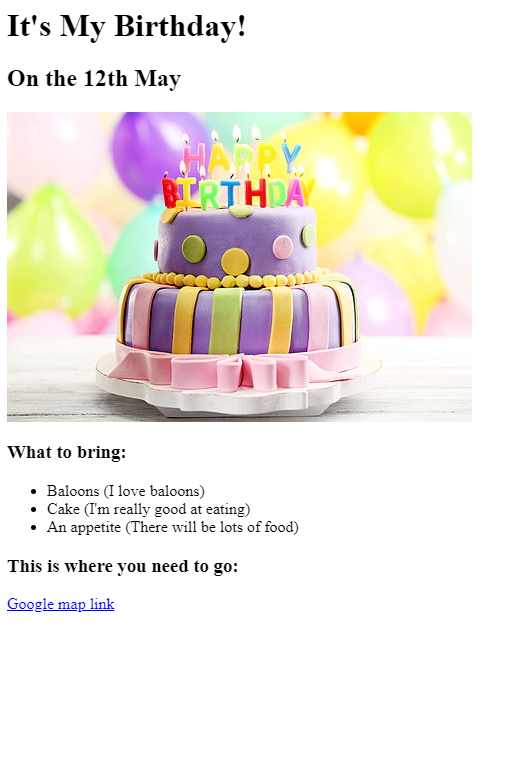 It's My Birthday!
On the 12th May
HAPPY
BIRTHDAY
What to bring:
Baloons (I love baloons)
Cake (I'm really good at eating)
An appetite (There will be lots of food)
This is where you need to go:
Google map link